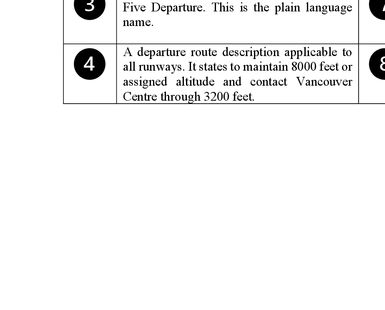 3
Five Departure. This is the plain language
name.
4
A departure route description applicable to
all runways. It states to maintain 8000 feet or
assigned altitude and contact Vancouver
Centre through 3200 feet.
8